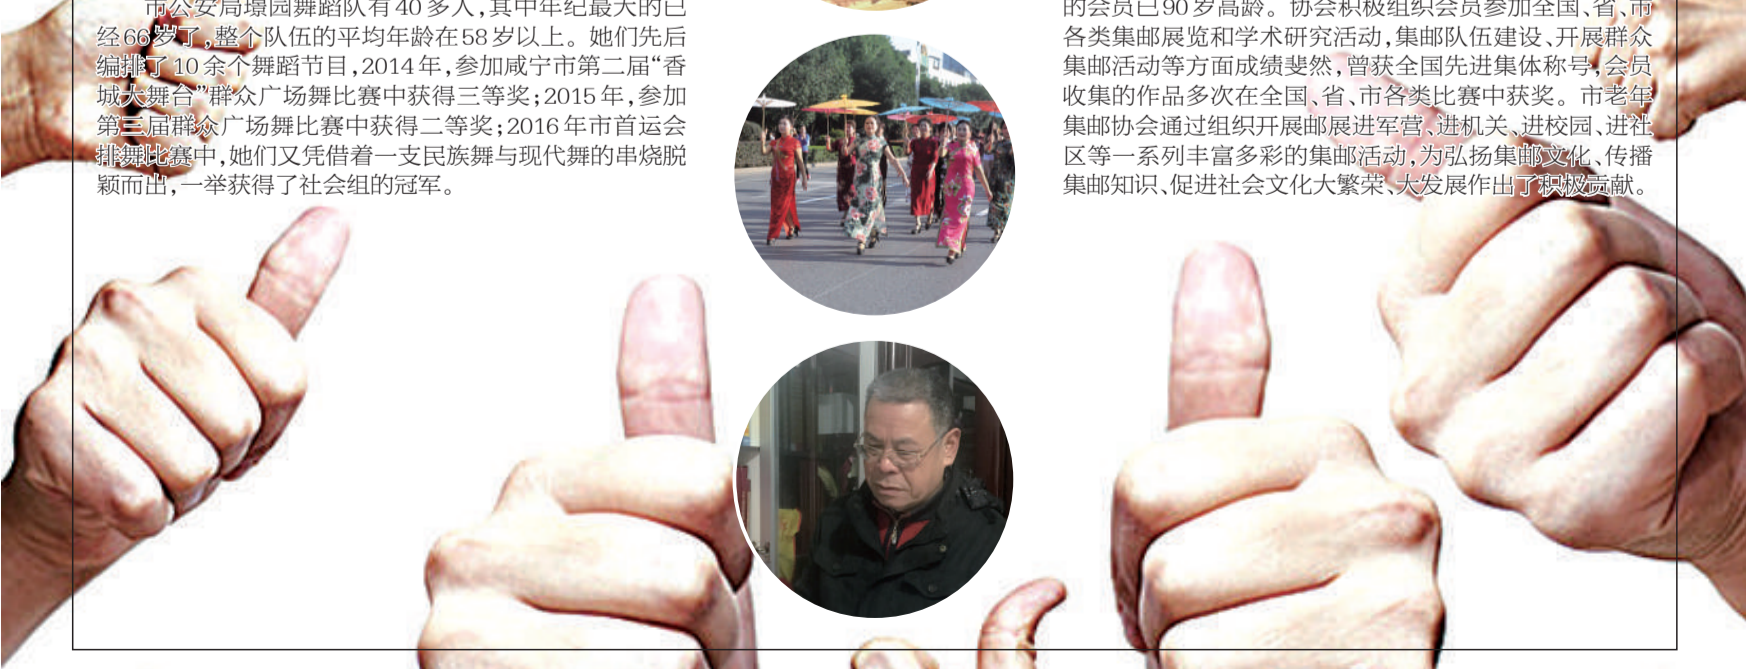 市公安局璟园舞蹈队有40多人,其中年纪最大的已
经66岁了,整个队伍的平均年龄在58岁以上。她们先后
编排了10余个舞蹈节目,2014年,参加咸宁市第二届“香
城大舞台”群众广场舞比赛中获得三等奖;2015年,参加
第三届群众广场舞比赛中获得二等奖;2016年市首运会
排舞比赛中,她们又凭借着一支民族舞与现代舞的串烧脱
颖而出,一举获得了社会组的冠军。
的会员已90岁高龄。协会积极组织会员参加全国、省、市
各类集邮展览和学术研究活动,集邮队伍建设、开展群众
集邮活动等方面成绩斐然,曾获全国先进集体称号,会员
收集的作品多次在全国、省、市各类比赛中获奖。市老年
集邮协会通过组织开展邮展进军营、进机关、进校园、进社
区等一系列丰富多彩的集邮活动,为弘扬集邮文化、传播
集邮知识、促进社会文化大繁荣、大发展作出了积极贡献。